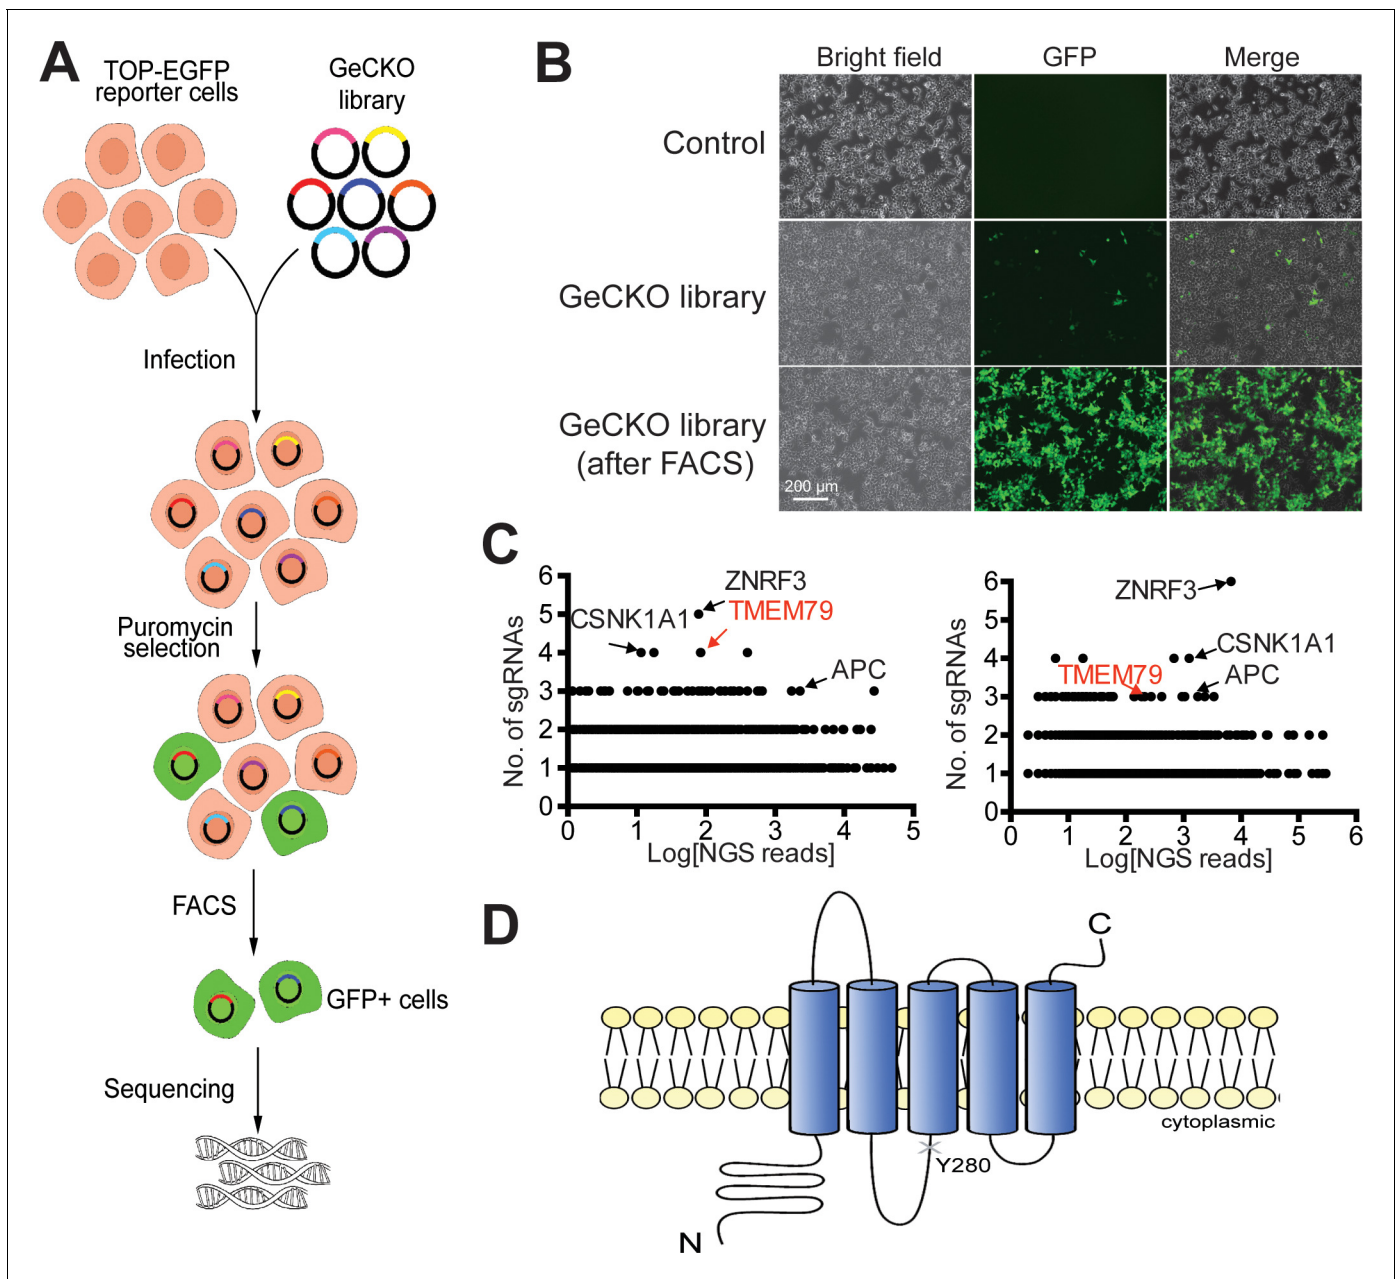 A
TOP-EGFP
reporter cells
GeCKO
library
Infection
Puromycin
selection
FACS
GFP+ cells
Sequencing
B
Bright field
GFP
Merge
Control
GeCKO library
GeCKO library
(after FACS)
200 µm
C
No. of sgRNAs
6
5
4
3
2
1
0
0
1
2
3
4
5
Log[NGS reads]
ZNRF3
TMEM79
CSNK1A1
APC
No. of sgRNAs
6
5
4
3
2
1
0
0
1
2
3
4
5
6
Log[NGS reads]
ZNRF3
CSNK1A1
TMEM79
APC
D
C
cytoplasmic
Y280
N